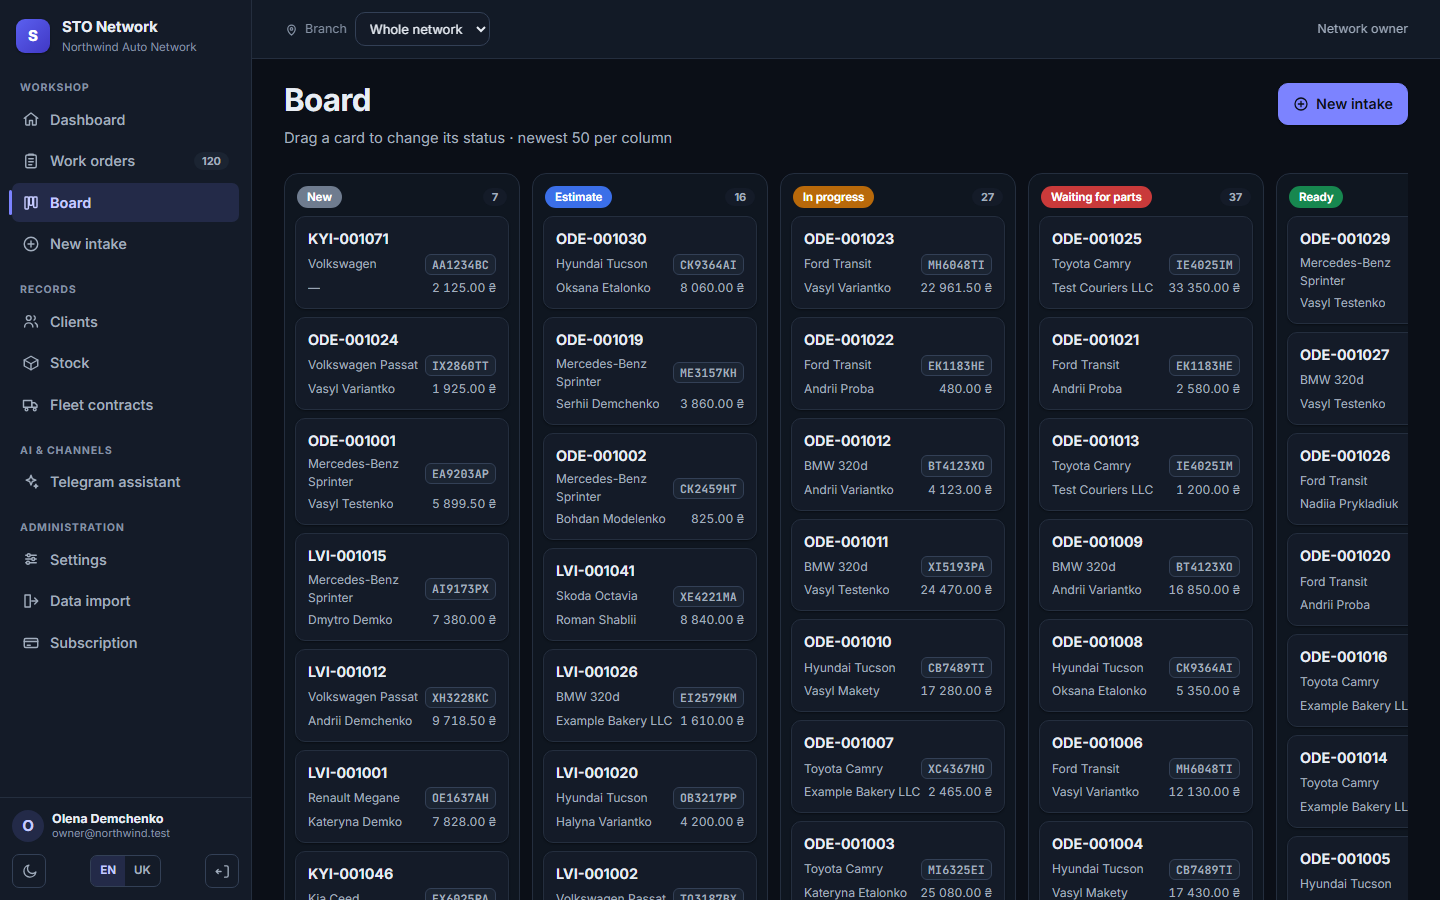 S
STO Network
Northwind Auto Network
WORKSHOP
Dashboard
Work orders 120
Board
New intake
RECORDS
Clients
Stock
Fleet contracts
AI & CHANNELS
Telegram assistant
ADMINISTRATION
Settings
Data import
Subscription
O
Olena Demchenko
owner@northwind.test
EN UK
Branch Whole network
Network owner
Board
Drag a card to change its status · newest 50 per column
New intake
New 7
KYI-001071
Volkswagen AA1234BC
— 2 125.00 ₴
ODE-001024
Volkswagen Passat IX2860TT
Vasyl Variantko 1 925.00 ₴
ODE-001001
Mercedes-Benz
Sprinter EA9203AP
Vasyl Testenko 5 899.50 ₴
LVI-001015
Mercedes-Benz
Sprinter AI9173PX
Dmytro Demko 7 380.00 ₴
LVI-001012
Volkswagen Passat XH3228KC
Andrii Demchenko 9 718.50 ₴
LVI-001001
Renault Megane OE1637AH
Kateryna Demko 7 828.00 ₴
KYI-001046
Kia Ceed EX6025PA
Estimate 16
ODE-001030
Hyundai Tucson CK9364AI
Oksana Etalonko 8 060.00 ₴
ODE-001019
Mercedes-Benz
Sprinter ME3157KH
Serhii Demchenko 3 860.00 ₴
ODE-001002
Mercedes-Benz
Sprinter CK2459HT
Bohdan Modelenko 825.00 ₴
LVI-001041
Skoda Octavia XE4221MA
Roman Shablii 8 840.00 ₴
LVI-001026
BMW 320d EI2579KM
Example Bakery LLC 1 610.00 ₴
LVI-001020
Hyundai Tucson OB3217PP
Halyna Variantko 4 200.00 ₴
LVI-001002
Volkswagen Passat TO3187BX
In progress 27
ODE-001023
Ford Transit MH6048TI
Vasyl Variantko 22 961.50 ₴
ODE-001022
Ford Transit EK1183HE
Andrii Proba 480.00 ₴
ODE-001012
BMW 320d BT4123XO
Andrii Variantko 4 123.00 ₴
ODE-001011
BMW 320d XI5193PA
Vasyl Testenko 24 470.00 ₴
ODE-001010
Hyundai Tucson CB7489TI
Vasyl Makety 17 280.00 ₴
ODE-001007
Toyota Camry XC4367HO
Example Bakery LLC 2 465.00 ₴
ODE-001003
Toyota Camry MI6325EI
Kateryna Etalonko 25 080.00 ₴
Waiting for parts 37
ODE-001025
Toyota Camry IE4025IM
Test Couriers LLC 33 350.00 ₴
ODE-001021
Ford Transit EK1183HE
Andrii Proba 2 580.00 ₴
ODE-001013
Toyota Camry IE4025IM
Test Couriers LLC 1 200.00 ₴
ODE-001009
BMW 320d BT4123XO
Andrii Variantko 16 850.00 ₴
ODE-001008
Hyundai Tucson CK9364AI
Oksana Etalonko 5 350.00 ₴
ODE-001006
Ford Transit MH6048TI
Vasyl Variantko 12 130.00 ₴
ODE-001004
Hyundai Tucson CB7489TI
Vasyl Makety 17 430.00 ₴
Ready
ODE-001029
Mercedes-Benz
Sprinter
Vasyl Testenko
ODE-001027
BMW 320d
Vasyl Testenko
ODE-001026
Ford Transit
Nadiia Prykladiuk
ODE-001020
Ford Transit
Andrii Proba
ODE-001016
Toyota Camry
Example Bakery LL
ODE-001014
Toyota Camry
Example Bakery LL
ODE-001005
Hyundai Tucson